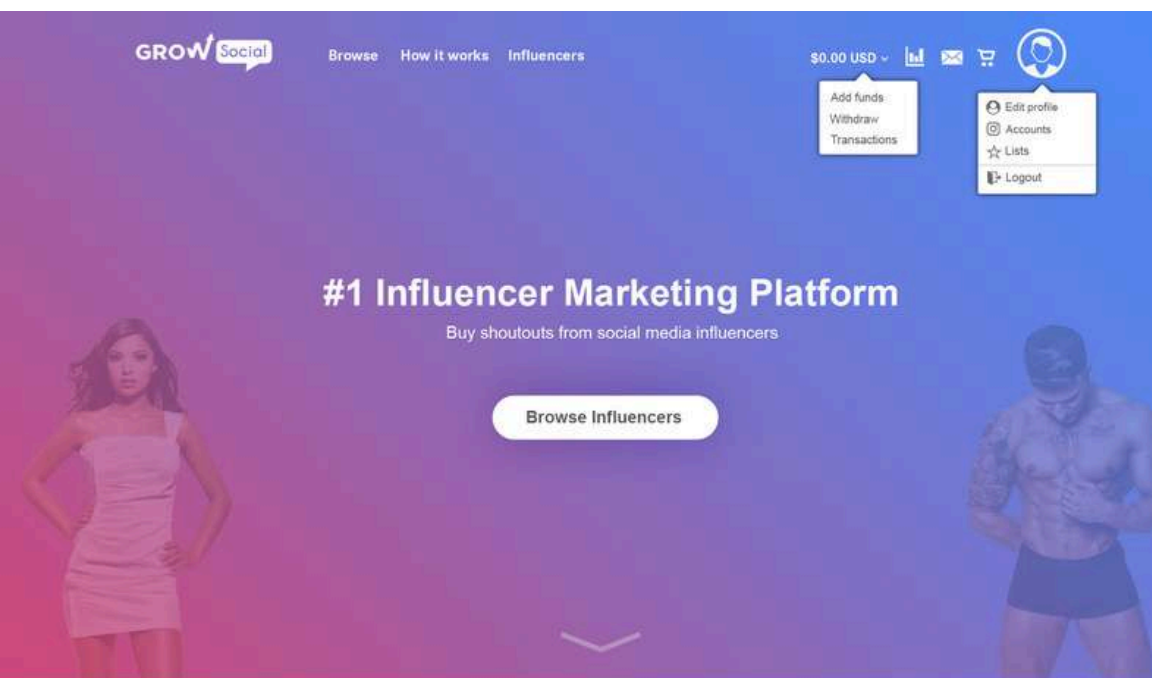 GROW Social
Browse How it works Influencers
$0.00 USD
Add funds
Withdraw
Transactions
Edit profile
Accounts
Lists
Logout
#1 Influencer Marketing Platform
Buy shoutouts from social media influencers
Browse Influencers